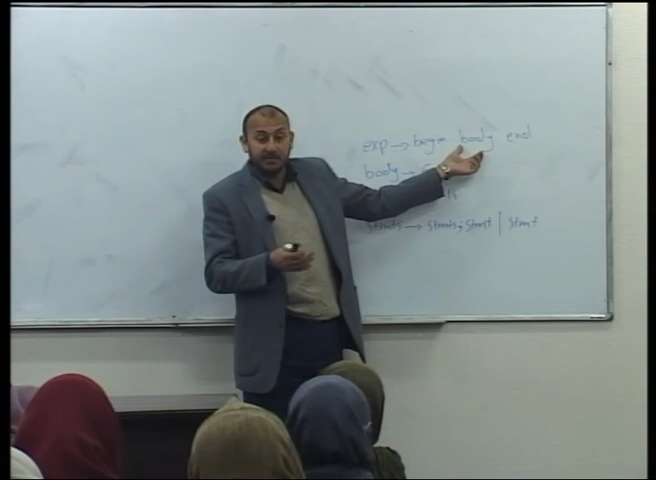 exp → begin body end
body →
stmts → stmts; stmt | stmt